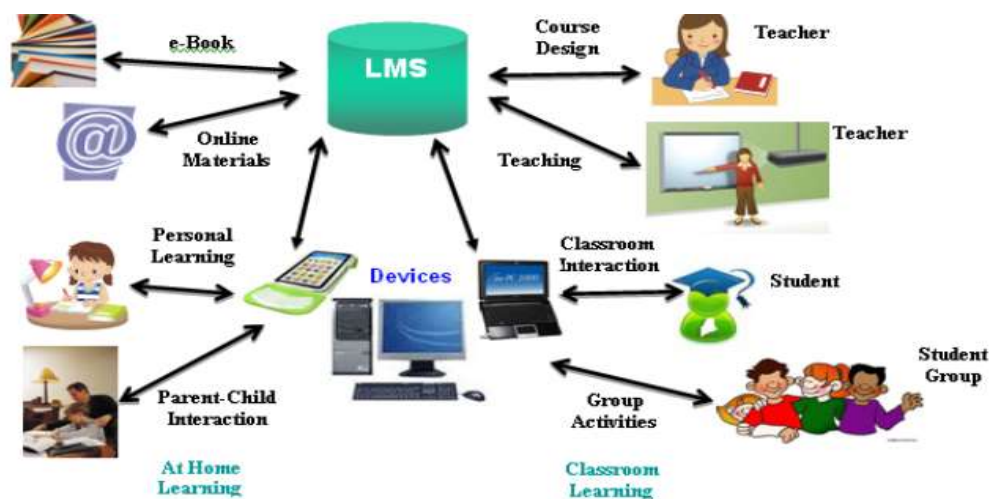 e-Book
LMS
Course
Design
Teacher
Online
Materials
Teaching
Teacher
Personal
Learning
Devices
Classroom
Interaction
Student
Parent-Child
Interaction
Group
Activities
Student
Group
At Home
Learning
Classroom
Learning